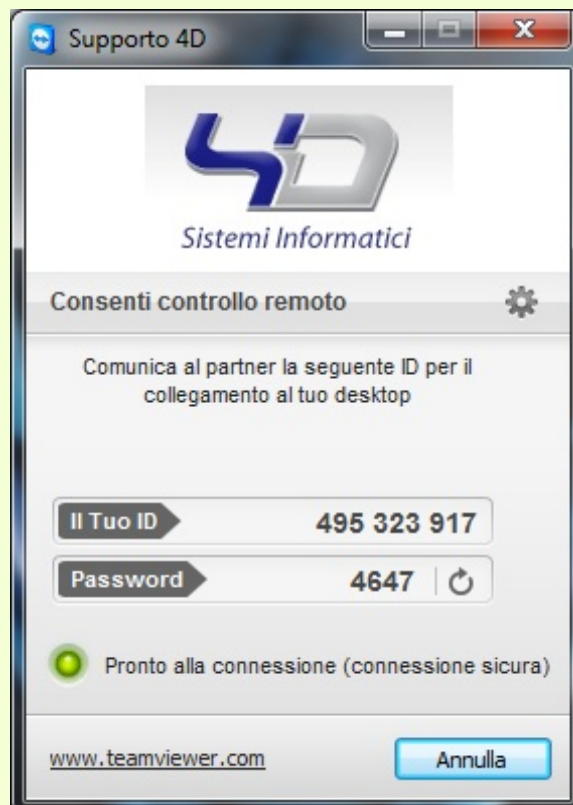 Supporto 4D
4D
Sistemi Informatici
Consenti controllo remoto
Comunica al partner la seguente ID per il
collegamento al tuo desktop
Il Tuo ID 495 323 917
Password 4647
Pronto alla connessione (connessione sicura)
www.teamviewer.com Annulla